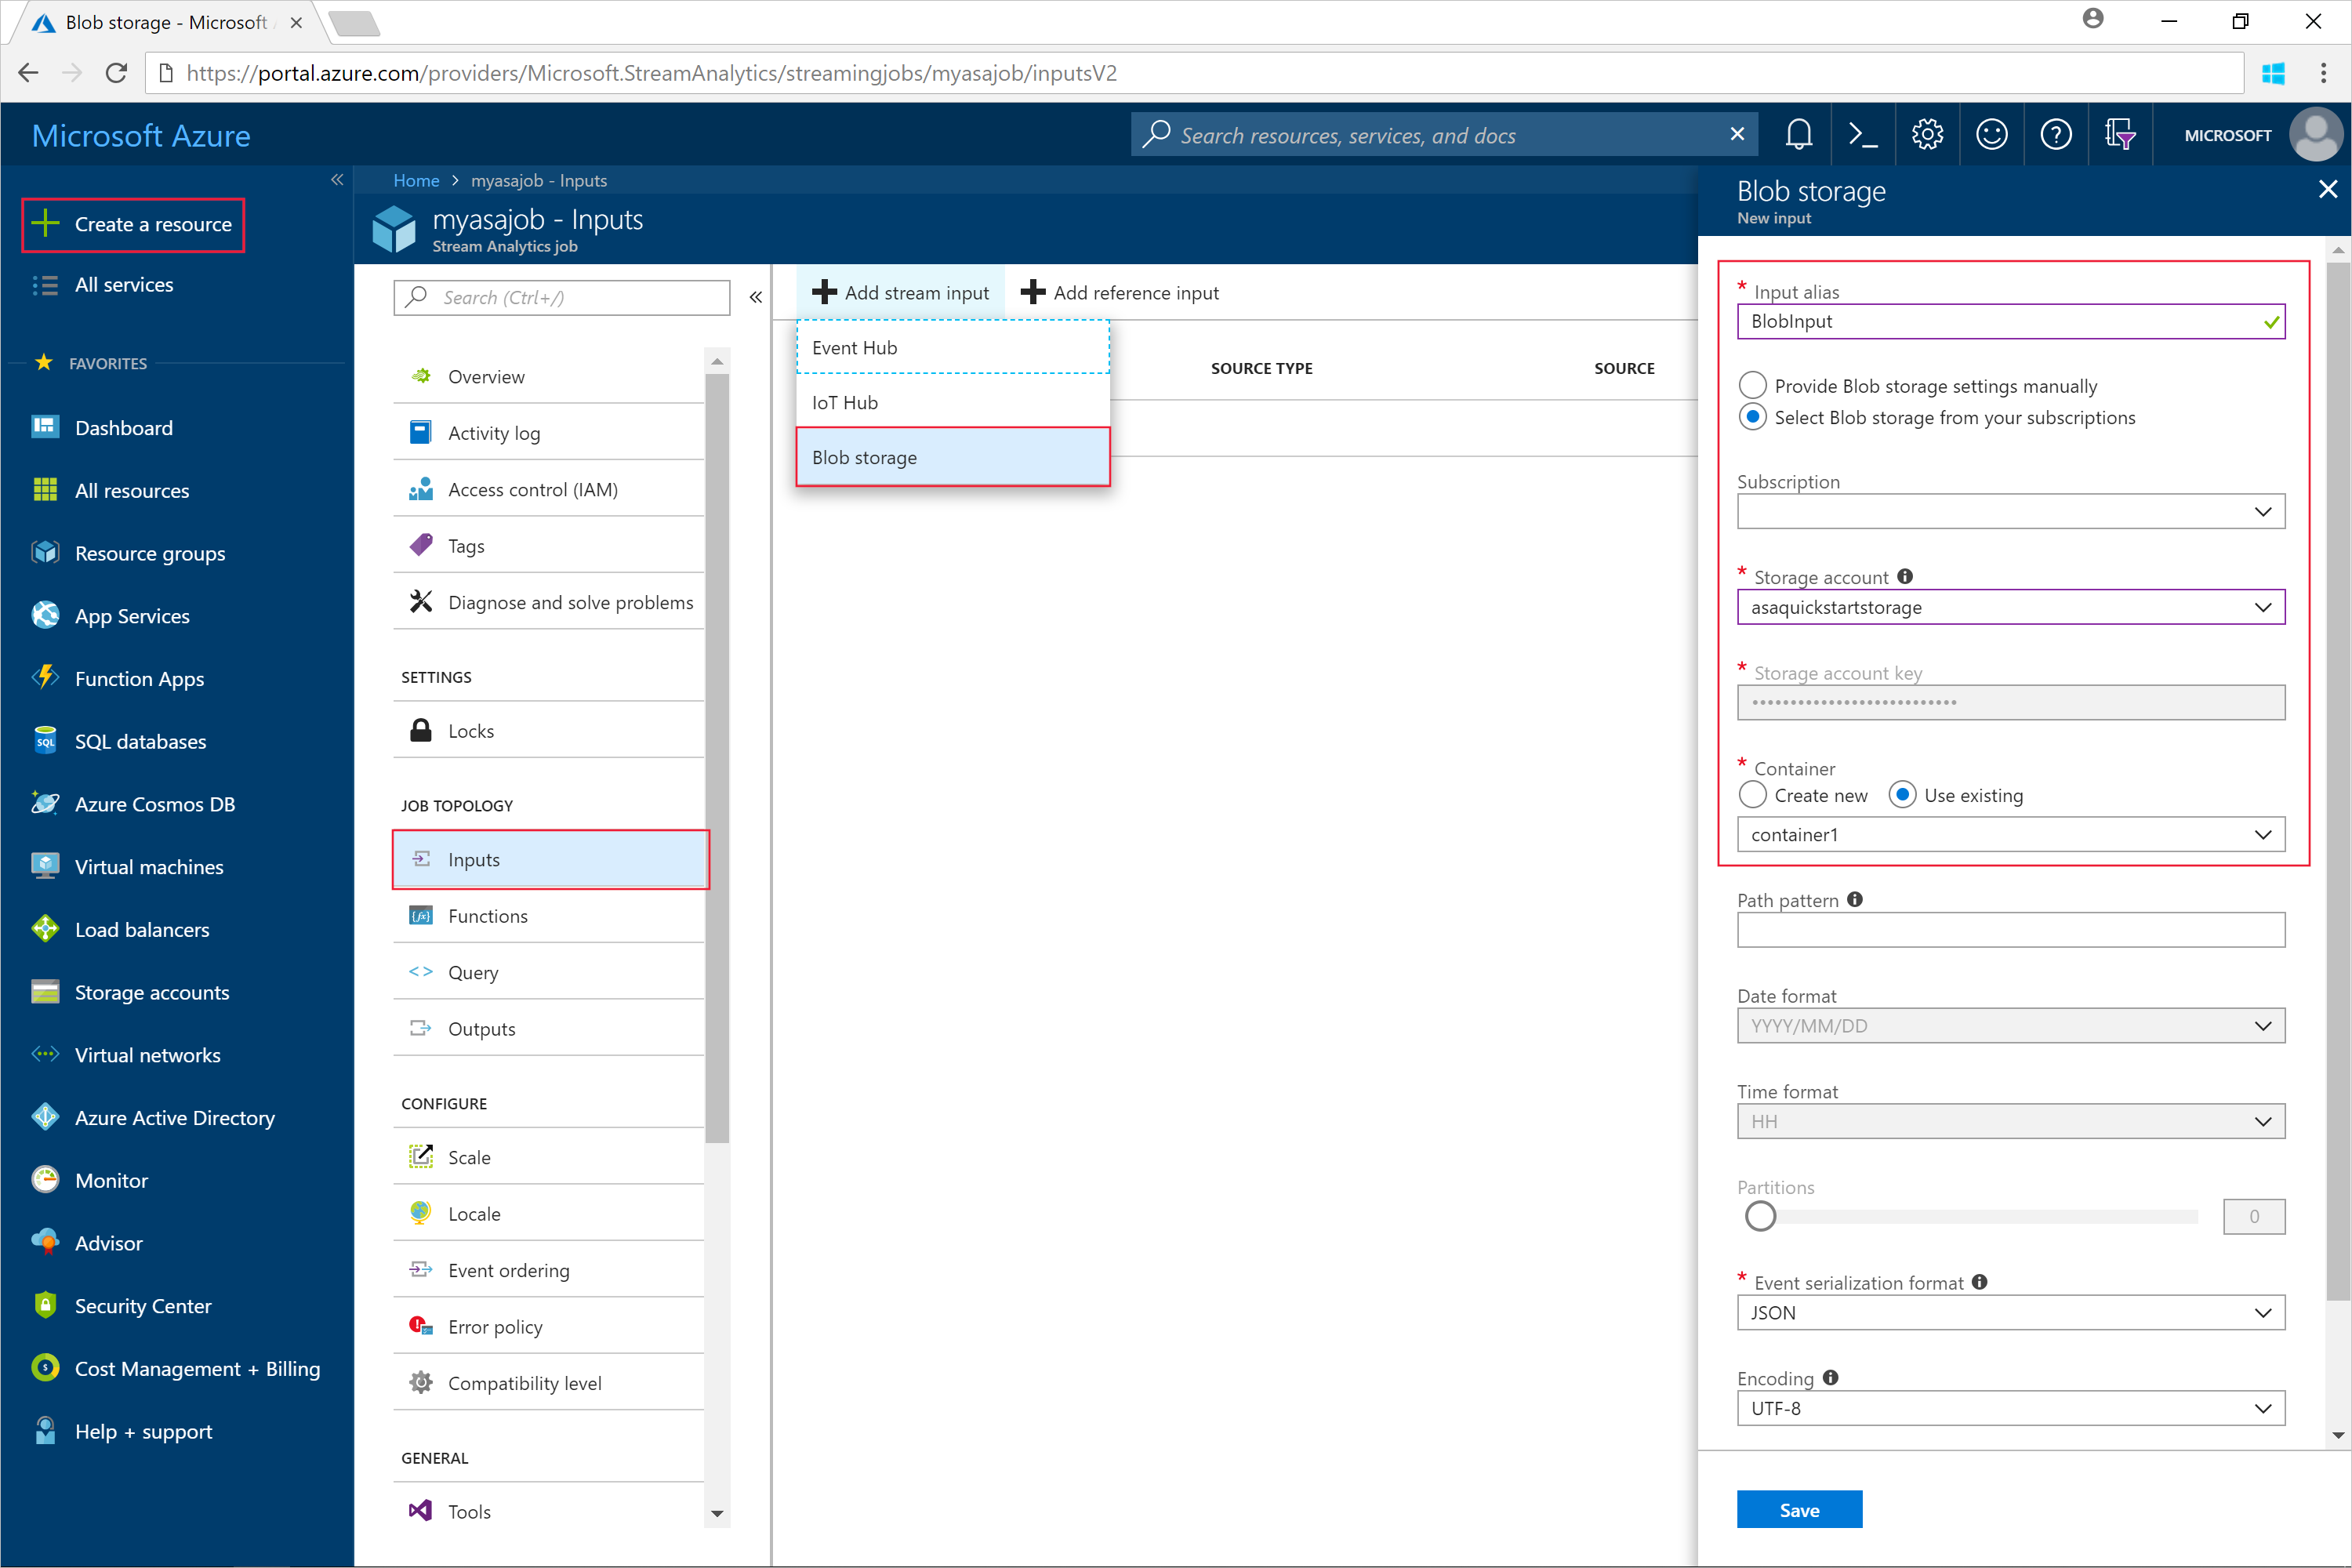 Blob storage - Microsoft
https://portal.azure.com/providers/Microsoft.StreamAnalytics/streamingjobs/myasajob/inputsV2
Microsoft Azure
Search resources, services, and docs
MICROSOFT
Create a resource
All services
FAVORITES
Dashboard
All resources
Resource groups
App Services
Function Apps
SQL databases
Azure Cosmos DB
Virtual machines
Load balancers
Storage accounts
Virtual networks
Azure Active Directory
Monitor
Advisor
Security Center
Cost Management + Billing
Help + support
Home > myasajob - Inputs
myasajob - Inputs
Stream Analytics job
Search (Ctrl+/)
Overview
Activity log
Access control (IAM)
Tags
Diagnose and solve problems
SETTINGS
Locks
JOB TOPOLOGY
Inputs
Functions
Query
Outputs
CONFIGURE
Scale
Locale
Event ordering
Error policy
Compatibility level
GENERAL
Tools
Add stream input
Add reference input
Event Hub
IoT Hub
Blob storage
SOURCE TYPE
SOURCE
Blob storage
New input
* Input alias
BlobInput
Provide Blob storage settings manually
Select Blob storage from your subscriptions
Subscription
* Storage account
asaquickstartstorage
* Storage account key
* Container
Create new
Use existing
container1
Path pattern
Date format
YYYY/MM/DD
Time format
HH
Partitions
0
* Event serialization format
JSON
Encoding
UTF-8
Save